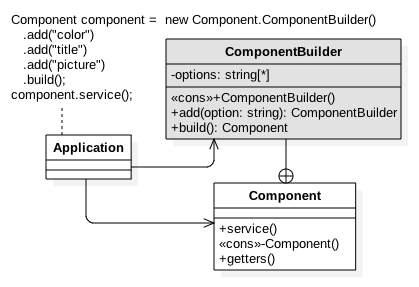 Component component = new Component.ComponentBuilder()
.add("color")
.add("title")
.add("picture")
.build();
component.service();
ComponentBuilder
-options: string[*]
«cons»+ComponentBuilder()
+add(option: string): ComponentBuilder
+build(): Component
Application
Component
+service()
«cons»-Component()
+getters()